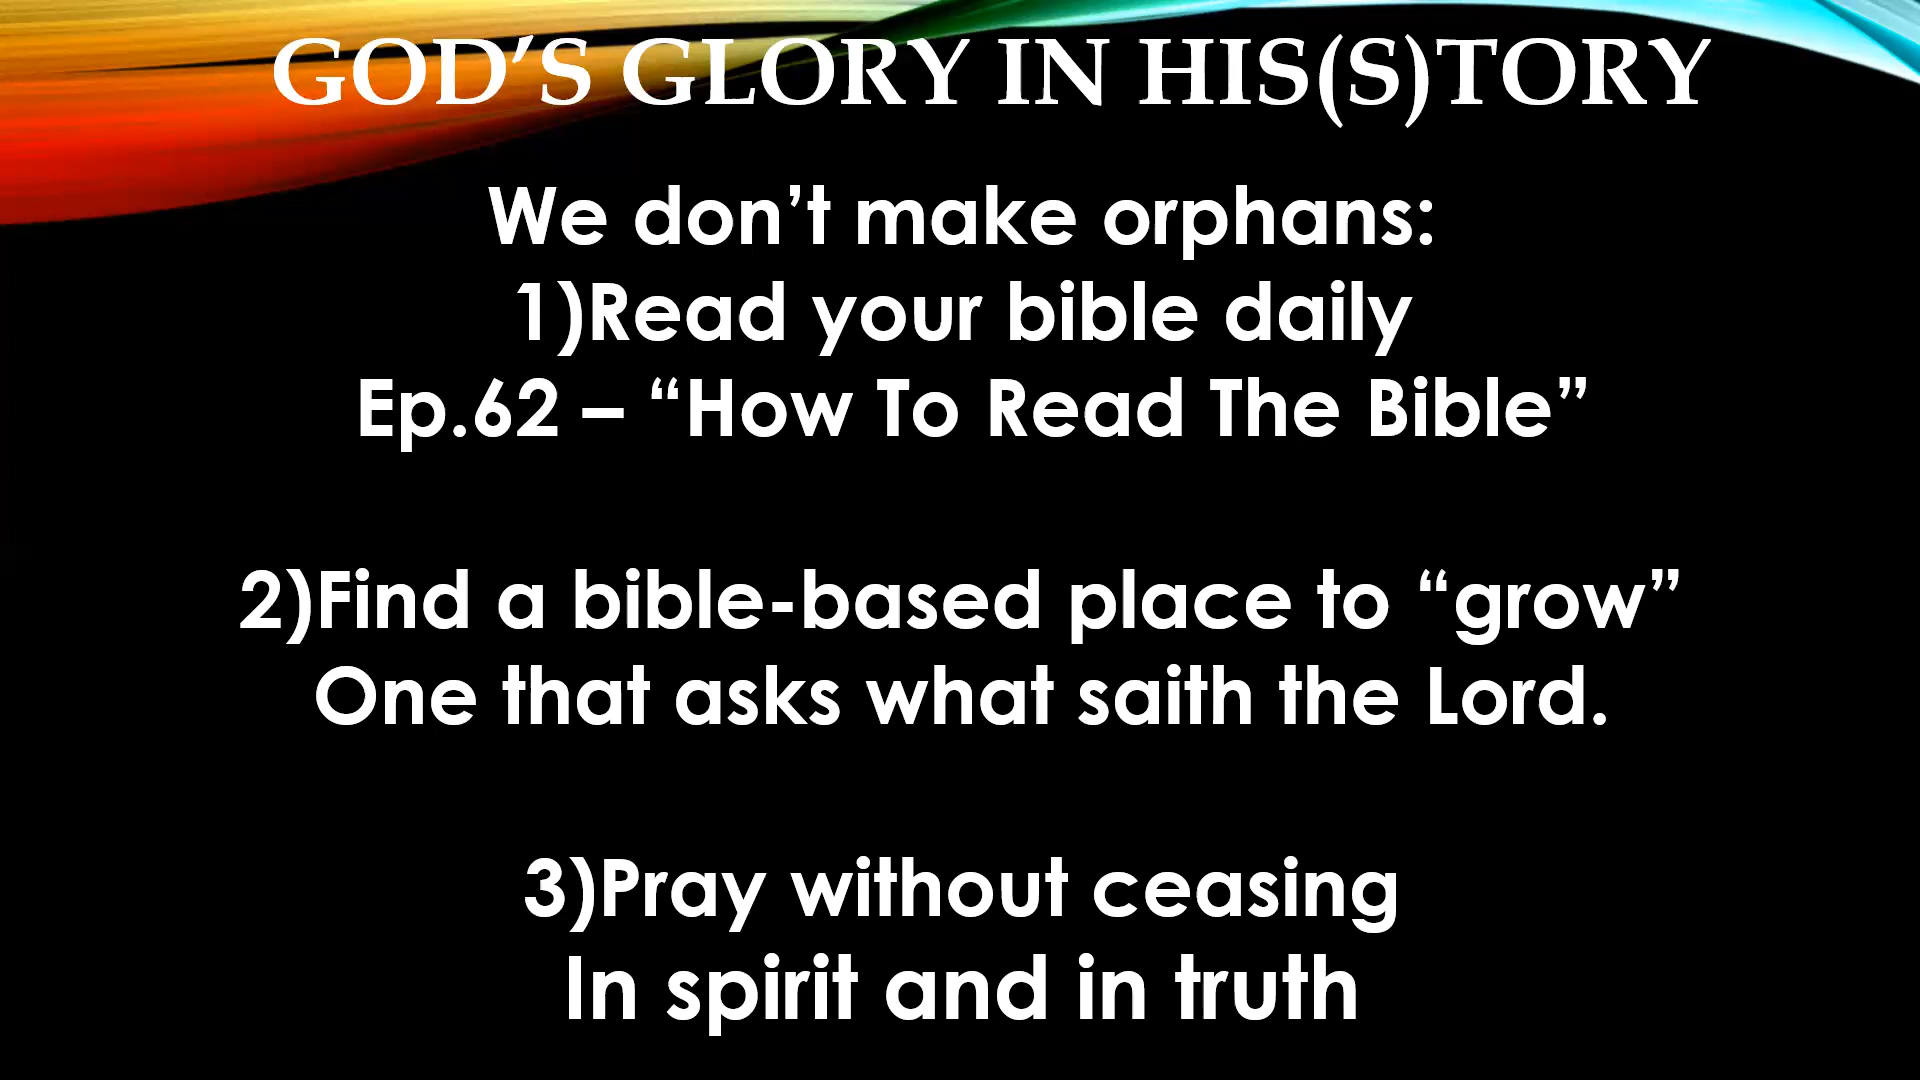 GOD’S GLORY IN HIS(S)TORY
We don’t make orphans:
1)Read your bible daily
Ep.62 – “How To Read The Bible”
2)Find a bible-based place to “grow”
One that asks what saith the Lord.
3)Pray without ceasing
In spirit and in truth